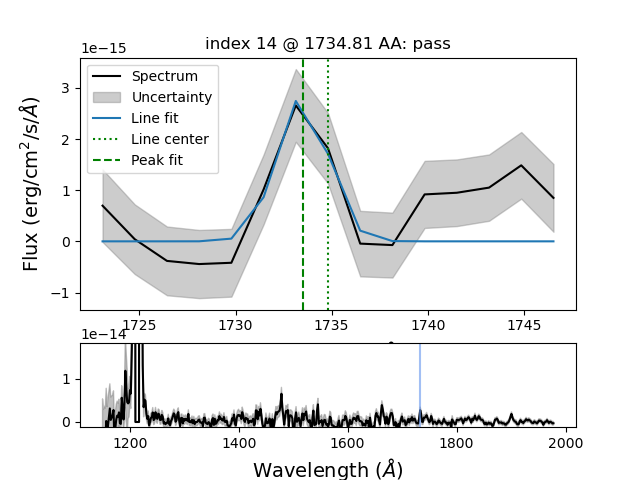 index 14 @ 1734.81 AA: pass
1e−15
Spectrum
Uncertainty
Line fit
Line center
Peak fit
Flux (erg/cm²/s/Å)
3
2
1
0
−1
1725 1730 1735 1740 1745
1e−14
1
0
1200 1400 1600 1800 2000
Wavelength (Å)